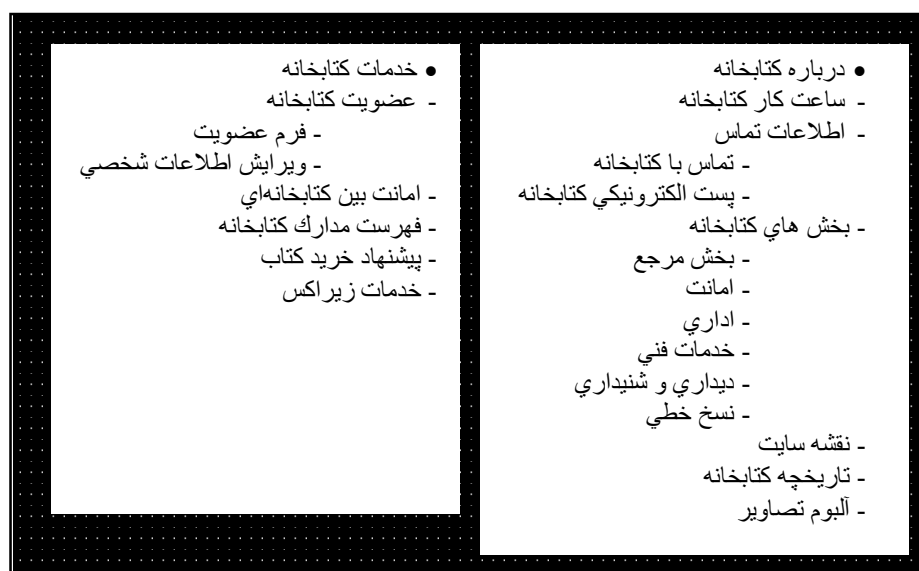 • درباره كتابخانه
- ساعت كار كتابخانه
- اطلاعات تماس
- تماس با كتابخانه
- پست الكترونيكي كتابخانه
- بخش هاي كتابخانه
- بخش مرجع
- امانت
- اداري
- خدمات فني
- ديداري و شنيداري
- نسخ خطي
- نقشه سايت
- تاريخچه كتابخانه
- آلبوم تصاوير
• خدمات كتابخانه
- عضويت كتابخانه
- فرم عضويت
- ويرايش اطلاعات شخصي
- امانت بين كتابخانه‌اي
- فهرست مدارك كتابخانه
- پيشنهاد خريد كتاب
- خدمات زيراكس